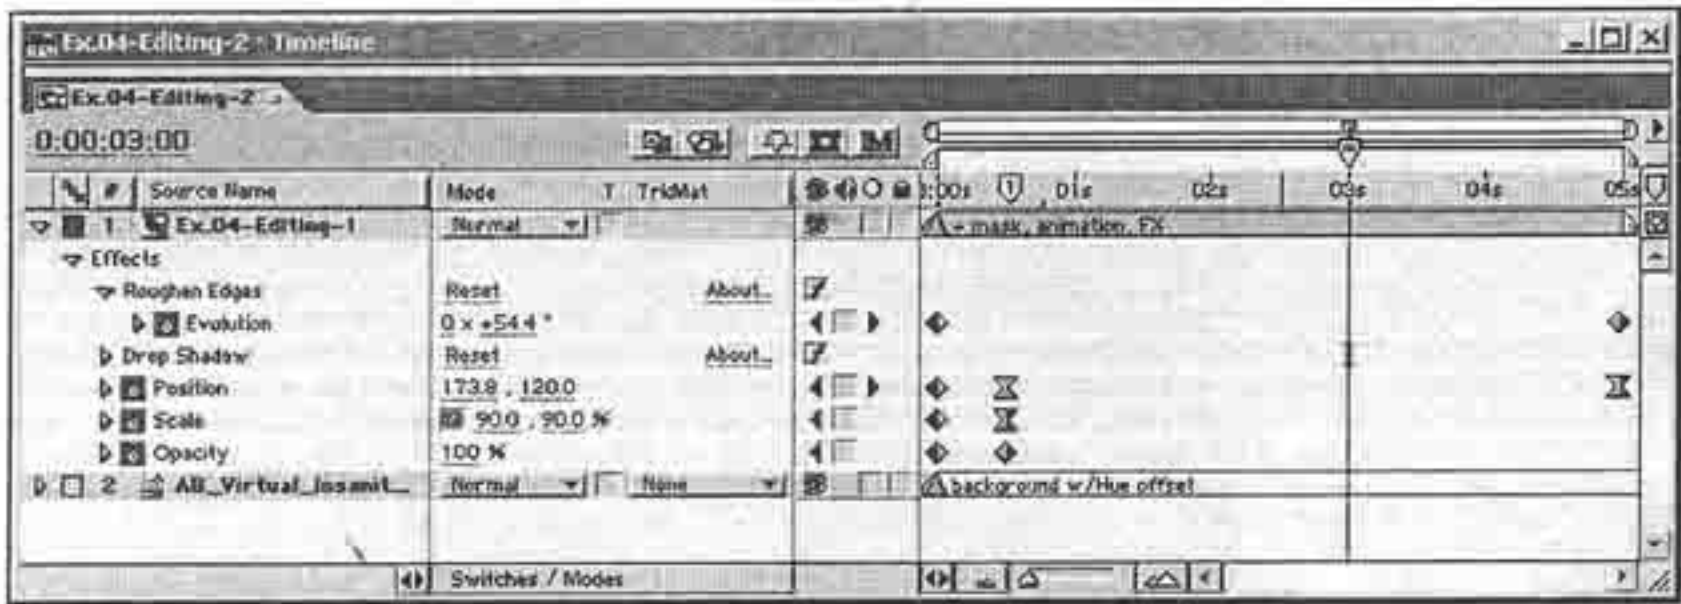 Ex.04-Editing-2 • Timeline
Ex.04-Editing-2
0:00:03:00
# Source Name Mode T TrkMat 0:00s 1 01s 02s 03s 04s 05s
1 Ex.04-Editing-1 Normal + mask, animation, FX
Effects
Roughen Edges Reset About...
Evolution 0 x +54.4 °
Drop Shadow Reset About...
Position 173.8 , 120.0
Scale 90.0 , 90.0 %
Opacity 100 %
2 AB_Virtual_Insanit... Normal None background w/Hue offset
Switches / Modes